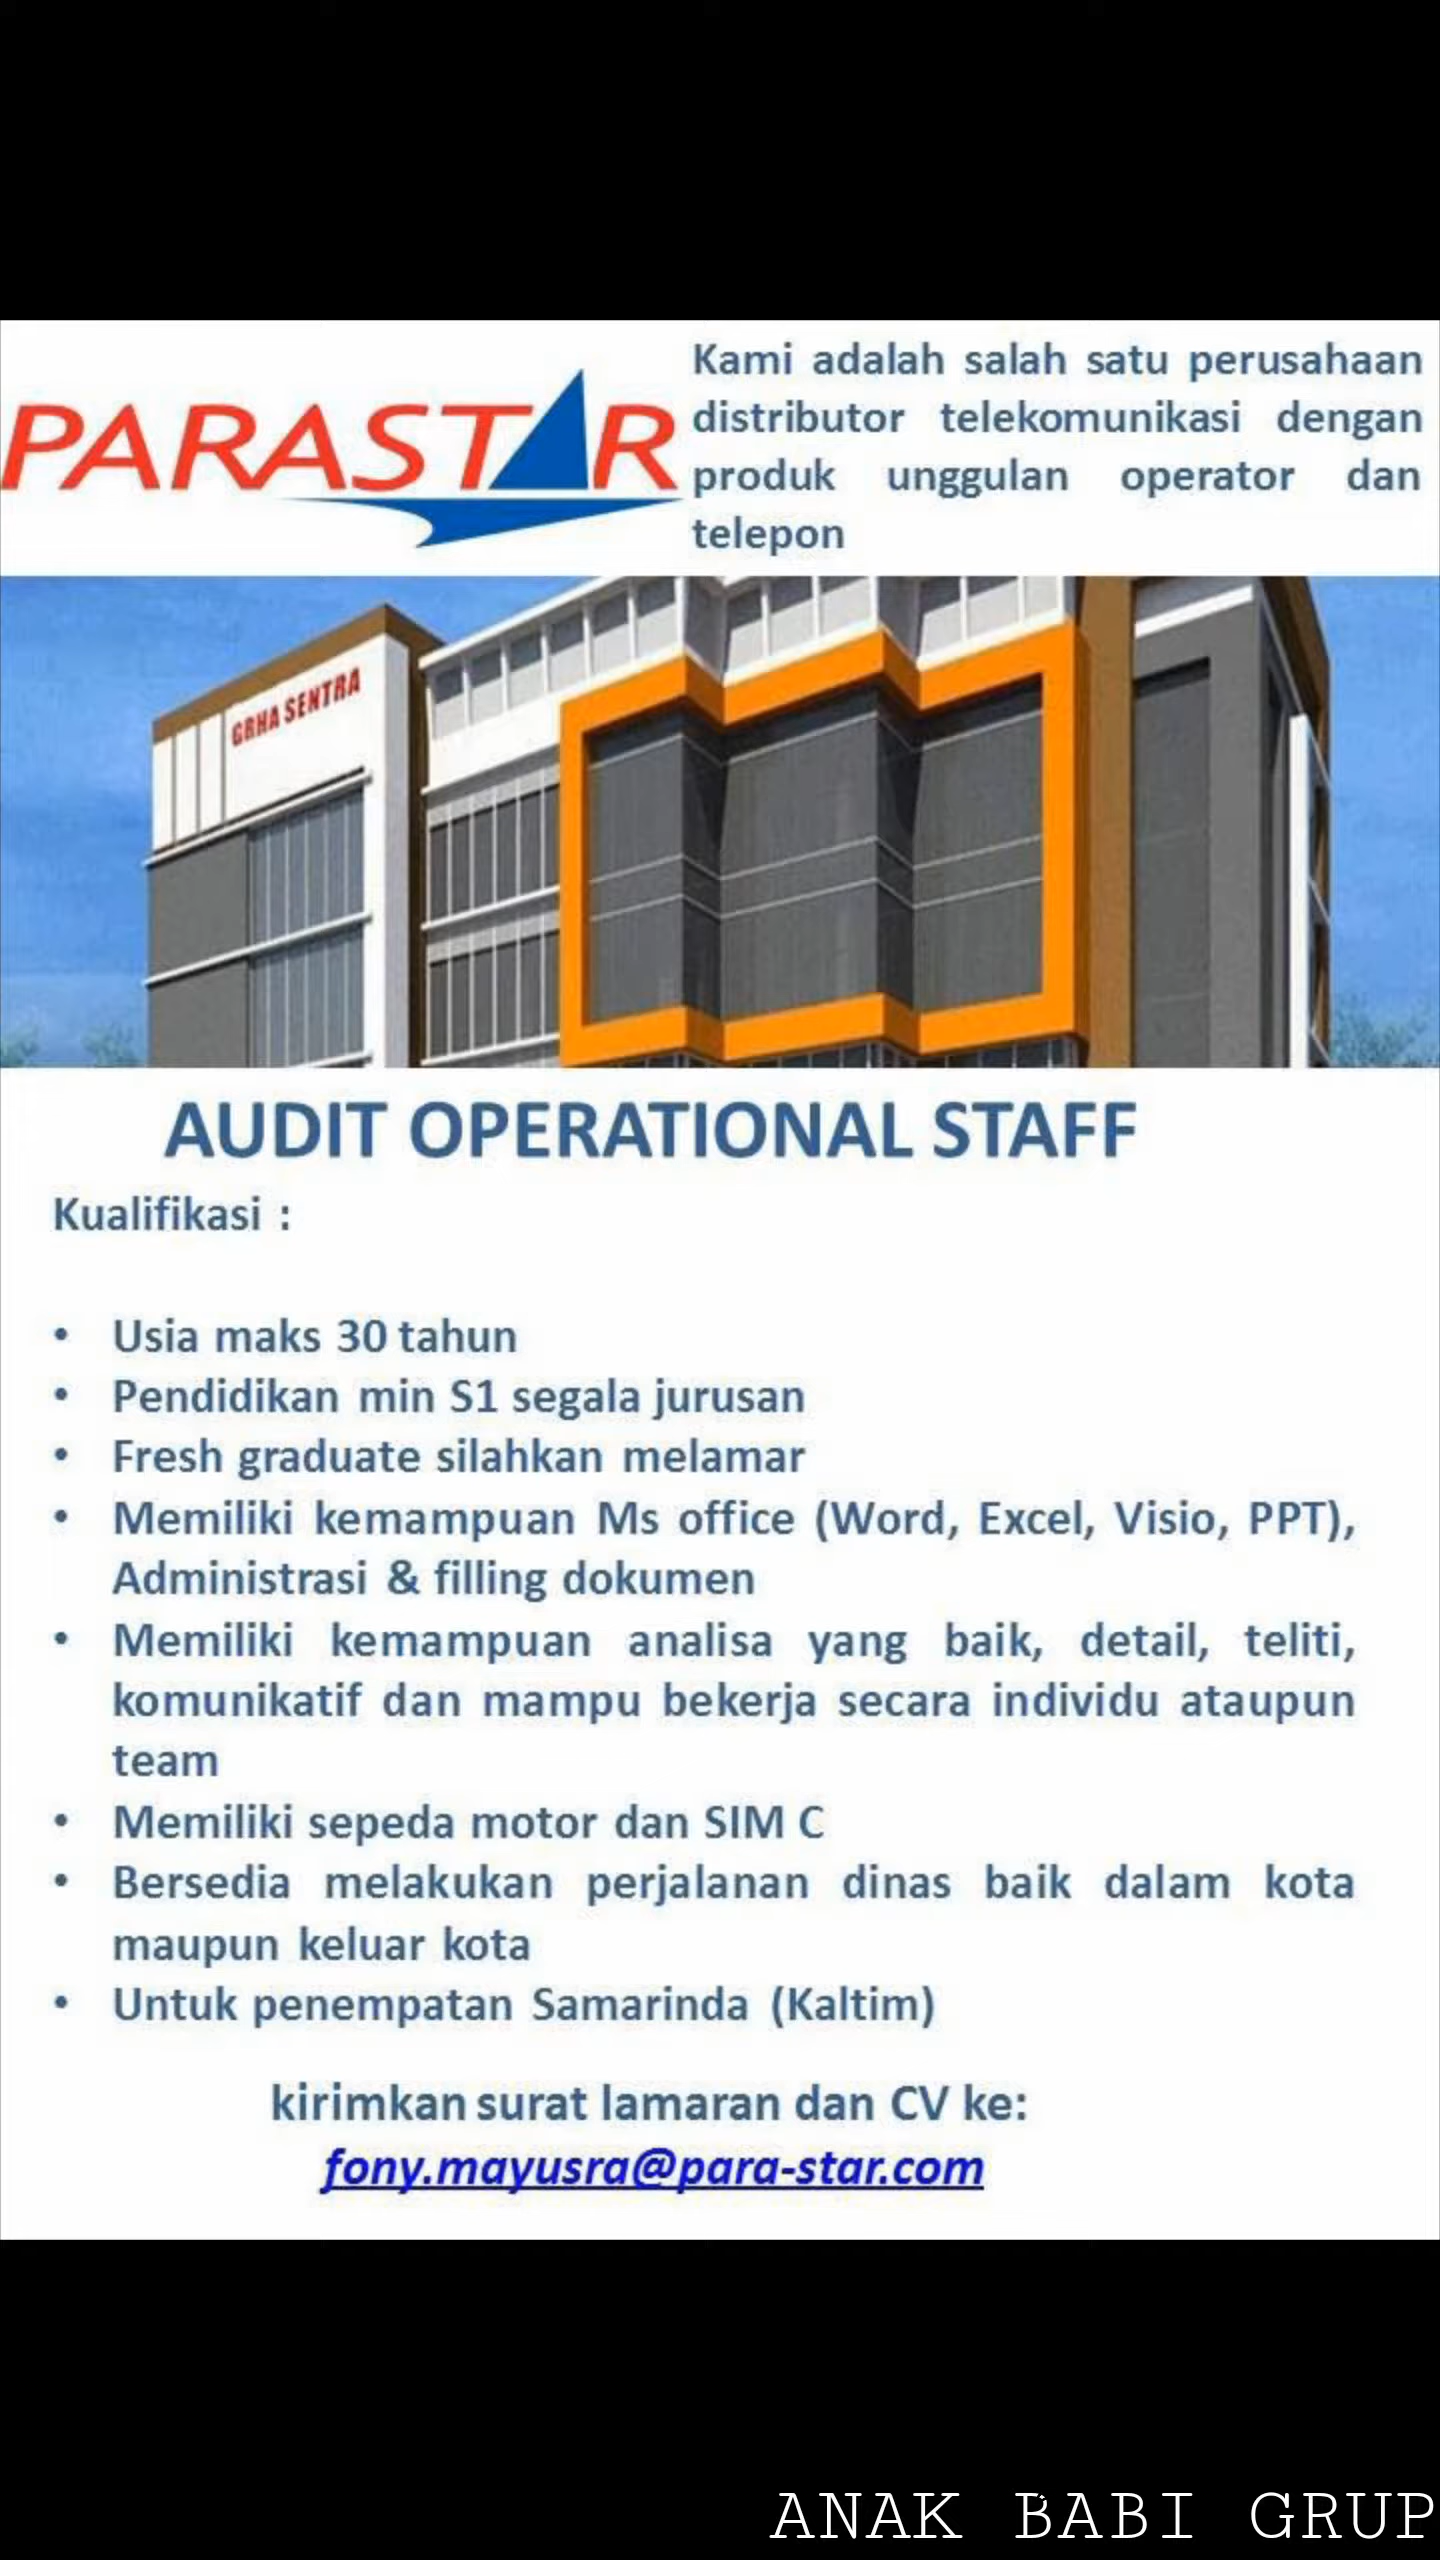 PARASTAR
Kami adalah salah satu perusahaan
distributor telekomunikasi dengan
produk unggulan operator dan
telepon
GRHA SENTRA
AUDIT OPERATIONAL STAFF
Kualifikasi :
• Usia maks 30 tahun
• Pendidikan min S1 segala jurusan
• Fresh graduate silahkan melamar
• Memiliki kemampuan Ms office (Word, Excel, Visio, PPT),
Administrasi & filling dokumen
• Memiliki kemampuan analisa yang baik, detail, teliti,
komunikatif dan mampu bekerja secara individu ataupun
team
• Memiliki sepeda motor dan SIM C
• Bersedia melakukan perjalanan dinas baik dalam kota
maupun keluar kota
• Untuk penempatan Samarinda (Kaltim)
kirimkan surat lamaran dan CV ke:
fony.mayusra@para-star.com
ANAK BABI GRUP